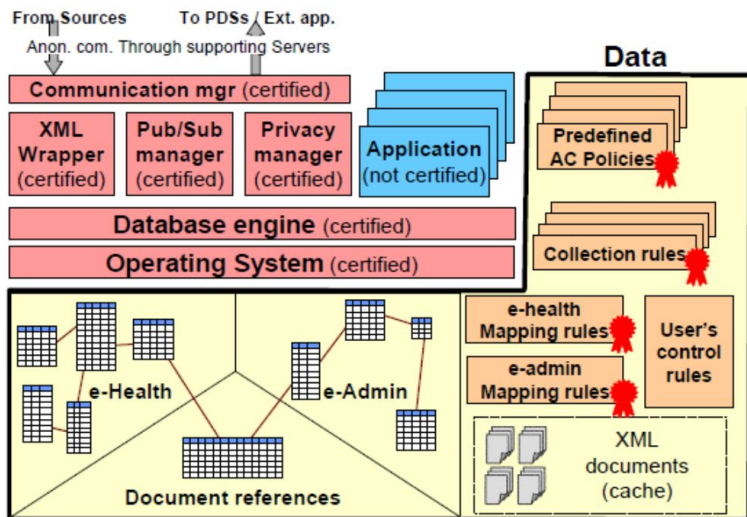 From Sources
To PDSs / Ext. app.
Anon. com. Through supporting Servers
Data
Communication mgr (certified)
XML
Wrapper
(certified)
Pub/Sub
manager
(certified)
Privacy
manager
(certified)
Application
(not certified)
Predefined
AC Policies
Database engine (certified)
Operating System (certified)
Collection rules
e-health
Mapping rules
e-admin
Mapping rules
User's
control
rules
e-Health
e-Admin
Document references
XML
documents
(cache)